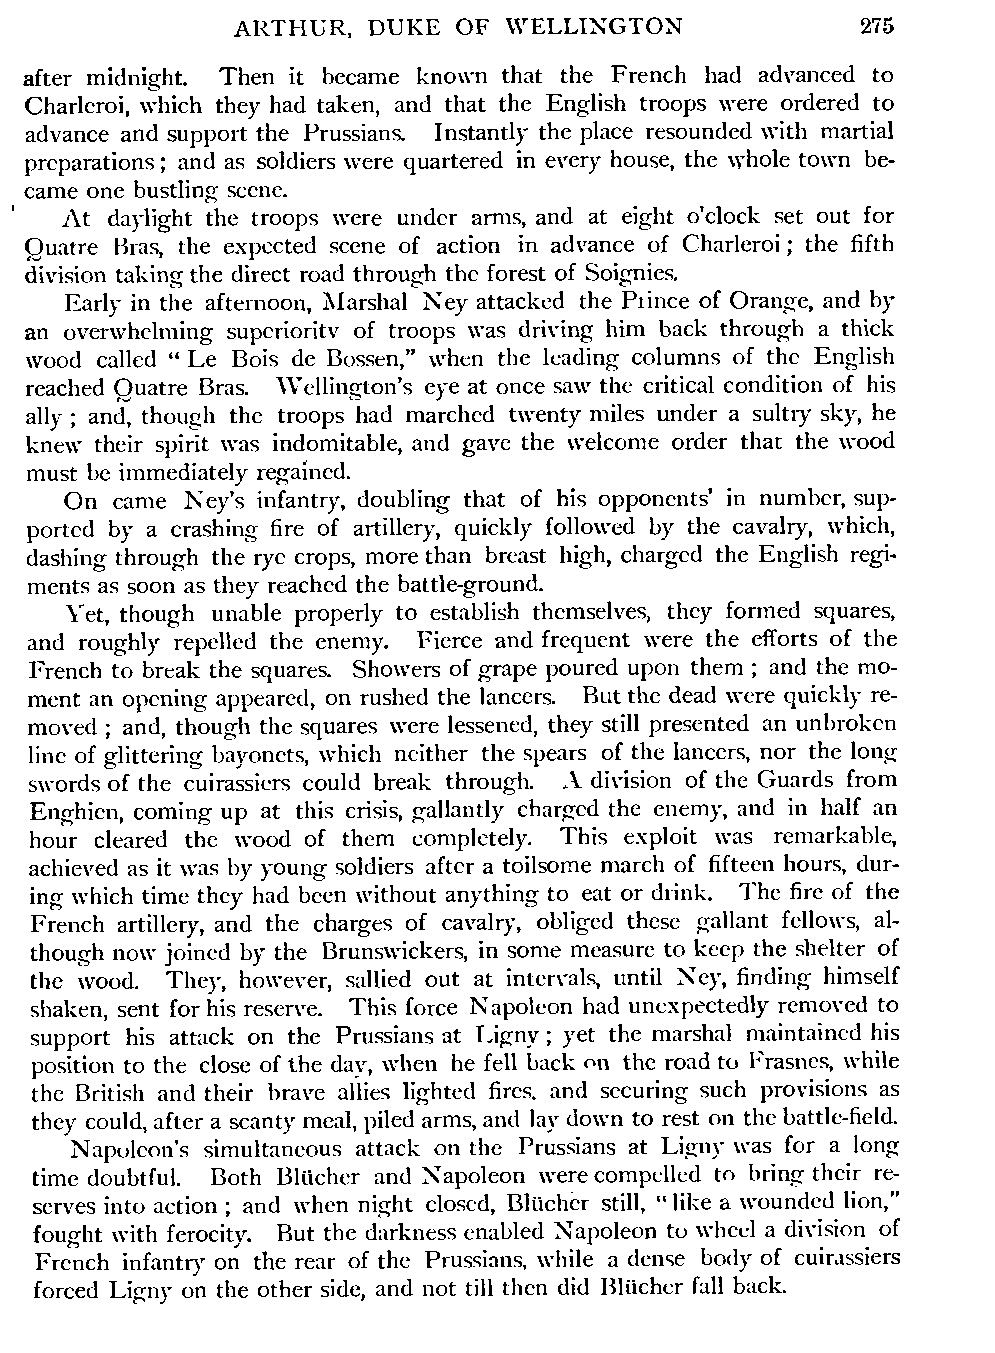 ARTHUR, DUKE OF WELLINGTON 275
after midnight. Then it became known that the French had advanced to
Charleroi, which they had taken, and that the English troops were ordered to
advance and support the Prussians. Instantly the place resounded with martial
preparations; and as soldiers were quartered in every house, the whole town be-
came one bustling scene.
At daylight the troops were under arms, and at eight o'clock set out for
Quatre Bras, the expected scene of action in advance of Charleroi; the fifth
division taking the direct road through the forest of Soignies.
Early in the afternoon, Marshal Ney attacked the Prince of Orange, and by
an overwhelming superiority of troops was driving him back through a thick
wood called “Le Bois de Bossen,” when the leading columns of the English
reached Quatre Bras. Wellington's eye at once saw the critical condition of his
ally; and, though the troops had marched twenty miles under a sultry sky, he
knew their spirit was indomitable, and gave the welcome order that the wood
must be immediately regained.
On came Ney's infantry, doubling that of his opponents' in number, sup-
ported by a crashing fire of artillery, quickly followed by the cavalry, which,
dashing through the rye crops, more than breast high, charged the English regi-
ments as soon as they reached the battle-ground.
Yet, though unable properly to establish themselves, they formed squares,
and roughly repelled the enemy. Fierce and frequent were the efforts of the
French to break the squares. Showers of grape poured upon them; and the mo-
ment an opening appeared, on rushed the lancers. But the dead were quickly re-
moved; and, though the squares were lessened, they still presented an unbroken
line of glittering bayonets, which neither the spears of the lancers, nor the long
swords of the cuirassiers could break through. A division of the Guards from
Enghien, coming up at this crisis, gallantly charged the enemy, and in half an
hour cleared the wood of them completely. This exploit was remarkable,
achieved as it was by young soldiers after a toilsome march of fifteen hours, dur-
ing which time they had been without anything to eat or drink. The fire of the
French artillery, and the charges of cavalry, obliged these gallant fellows, al-
though now joined by the Brunswickers, in some measure to keep the shelter of
the wood. They, however, sallied out at intervals, until Ney, finding himself
shaken, sent for his reserve. This force Napoleon had unexpectedly removed to
support his attack on the Prussians at Ligny; yet the marshal maintained his
position to the close of the day, when he fell back on the road to Frasnes, while
the British and their brave allies lighted fires, and securing such provisions as
they could, after a scanty meal, piled arms, and lay down to rest on the battle-field.
Napoleon's simultaneous attack on the Prussians at Ligny was for a long
time doubtful. Both Blücher and Napoleon were compelled to bring their re-
serves into action; and when night closed, Blücher still, “like a wounded lion,”
fought with ferocity. But the darkness enabled Napoleon to wheel a division of
French infantry on the rear of the Prussians, while a dense body of cuirassiers
forced Ligny on the other side, and not till then did Blücher fall back.